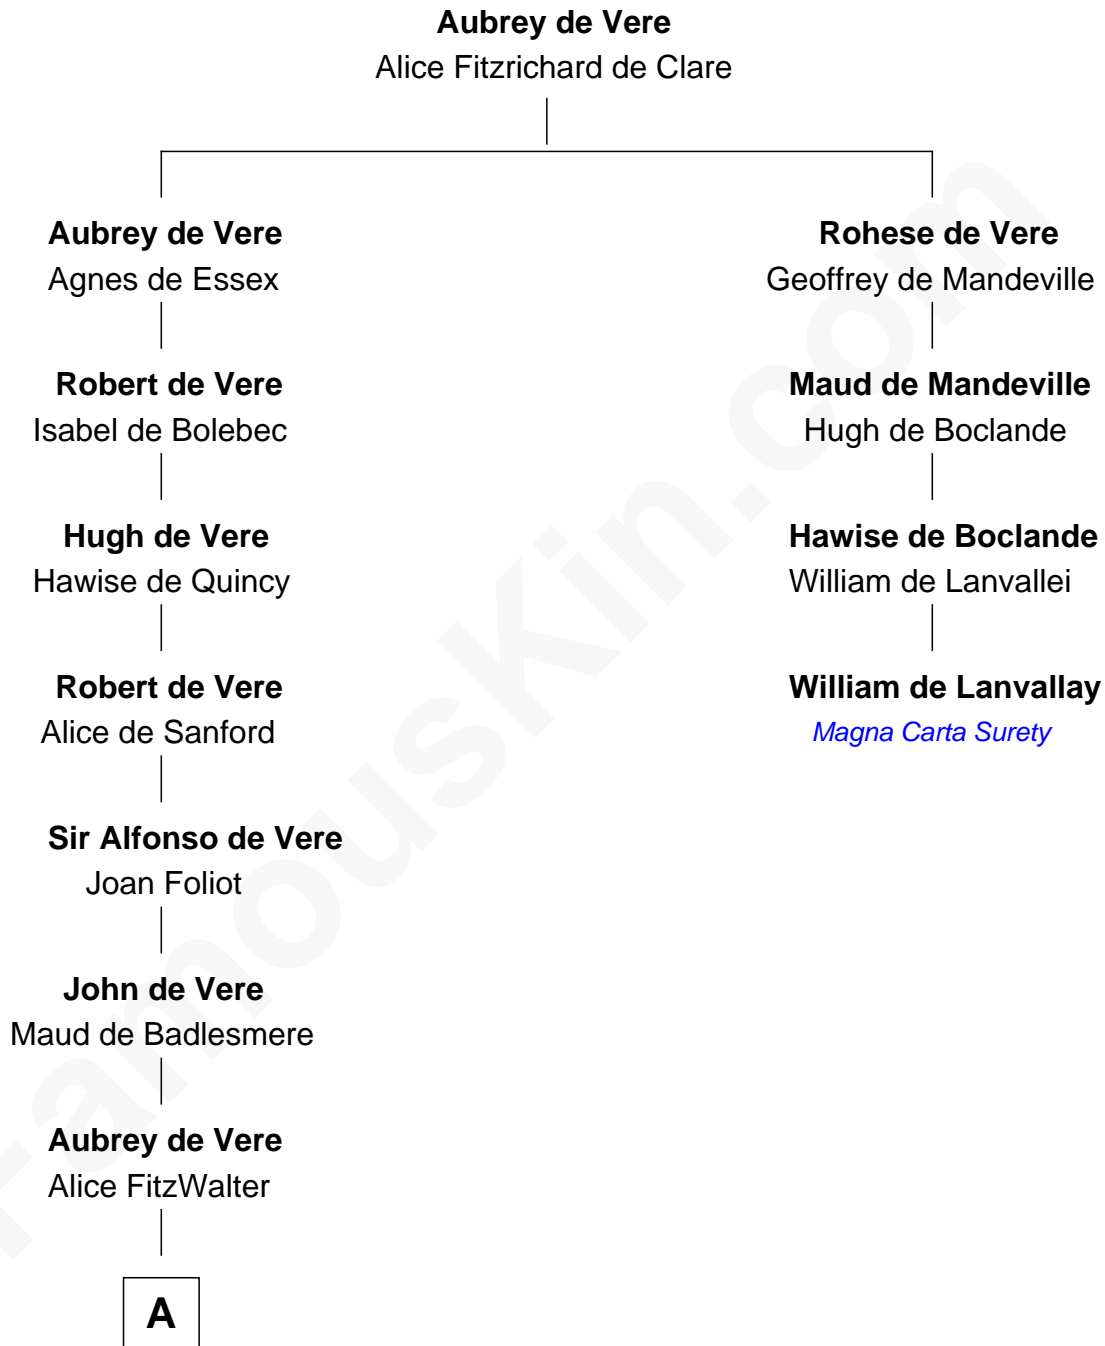 Aubrey de Vere
Alice Fitzrichard de Clare
Aubrey de Vere
Agnes de Essex
Rohese de Vere
Geoffrey de Mandeville
Robert de Vere
Isabel de Bolebec
Maud de Mandeville
Hugh de Boclande
Hugh de Vere
Hawise de Quincy
Hawise de Boclande
William de Lanvallei
Robert de Vere
Alice de Sanford
William de Lanvallay
Magna Carta Surety
Sir Alfonso de Vere
Joan Foliot
John de Vere
Maud de Badlesmere
Aubrey de Vere
Alice FitzWalter
A
FamousKin.com